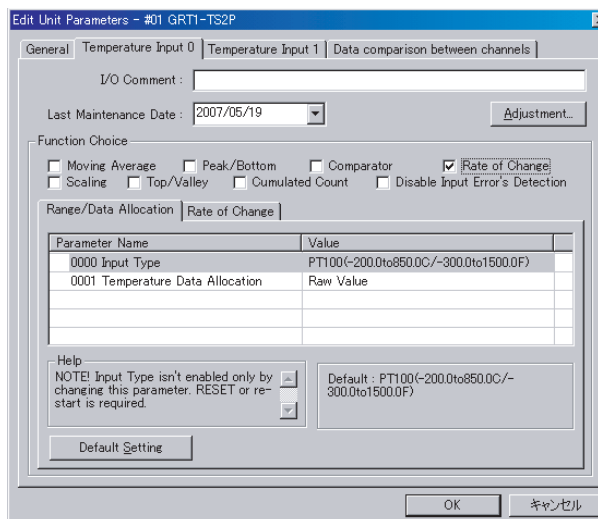 Edit Unit Parameters - #01 GRT1-TS2P
General Temperature Input 0 Temperature Input 1 Data comparison between channels
I/O Comment :
Last Maintenance Date : 2007/05/19 Adjustment...
Function Choice
Moving Average Peak/Bottom Comparator Rate of Change
Scaling Top/Valley Cumulated Count Disable Input Error's Detection
Range/Data Allocation Rate of Change
Parameter Name Value
0000 Input Type PT100(-200.0to850.0C/-300.0to1500.0F)
0001 Temperature Data Allocation Raw Value
Help
NOTE! Input Type isn't enabled only by
changing this parameter. RESET or re-
start is required.
Default : PT100(-200.0to850.0C/-
300.0to1500.0F)
Default Setting
OK キャンセル